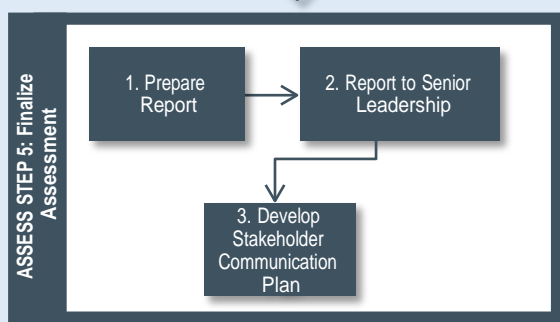 ASSESS STEP 5: Finalize
Assessment
1. Prepare
Report
2. Report to Senior
Leadership
3. Develop
Stakeholder
Communication
Plan